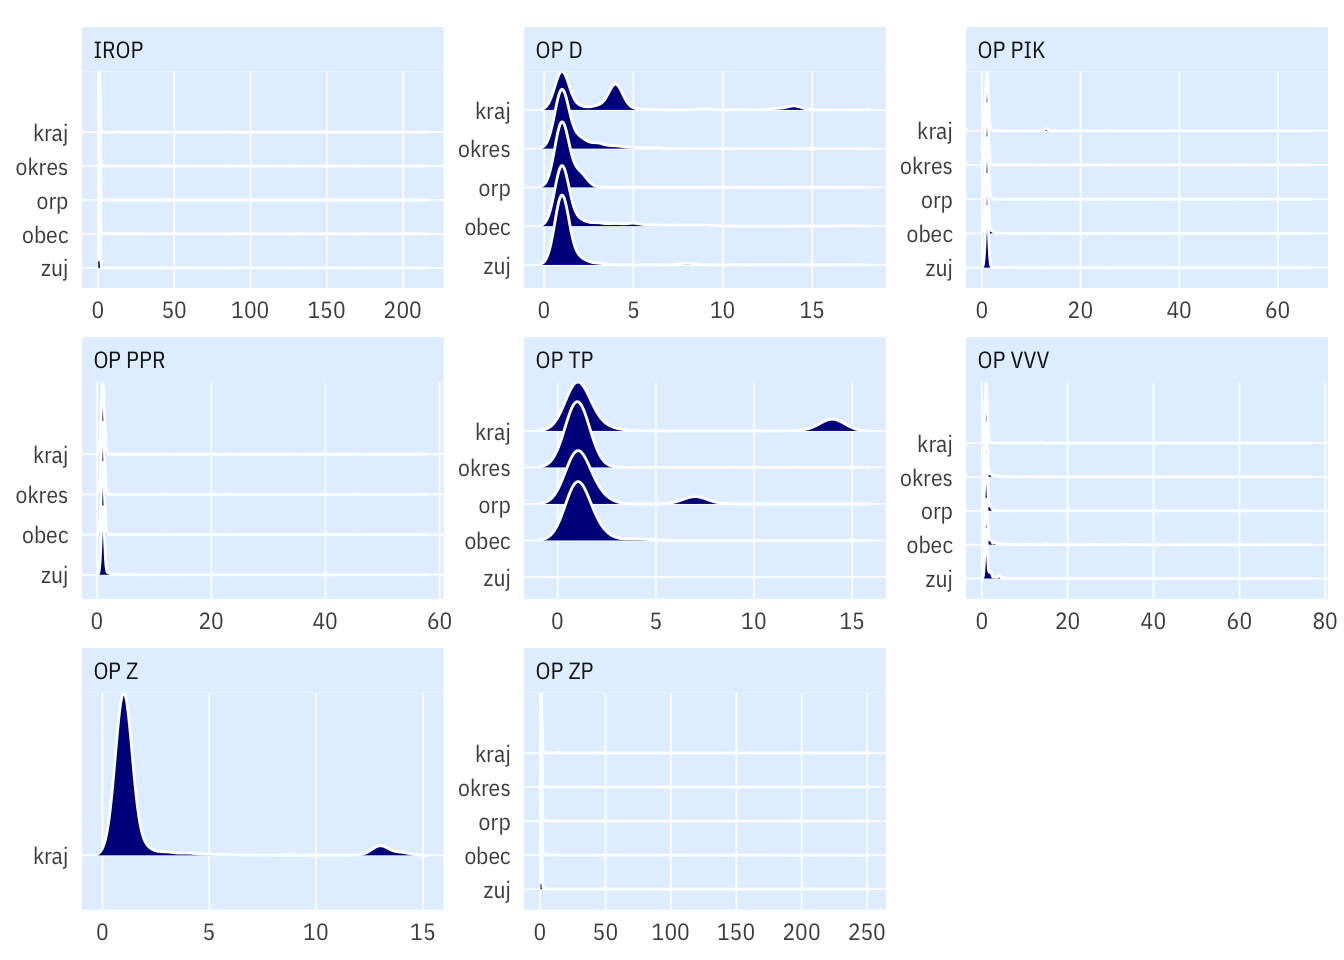 IROP
kraj
okres
orp
obec
zuj
0 50 100 150 200
OP D
kraj
okres
orp
obec
zuj
0 5 10 15
OP PIK
kraj
okres
orp
obec
zuj
0 20 40 60
OP PPR
kraj
okres
obec
zuj
0 20 40 60
OP TP
kraj
okres
orp
obec
zuj
0 5 10 15
OP VVV
kraj
okres
orp
obec
zuj
0 20 40 60 80
OP Z
kraj
0 5 10 15
OP ZP
kraj
okres
orp
obec
zuj
0 50 100 150 200 250